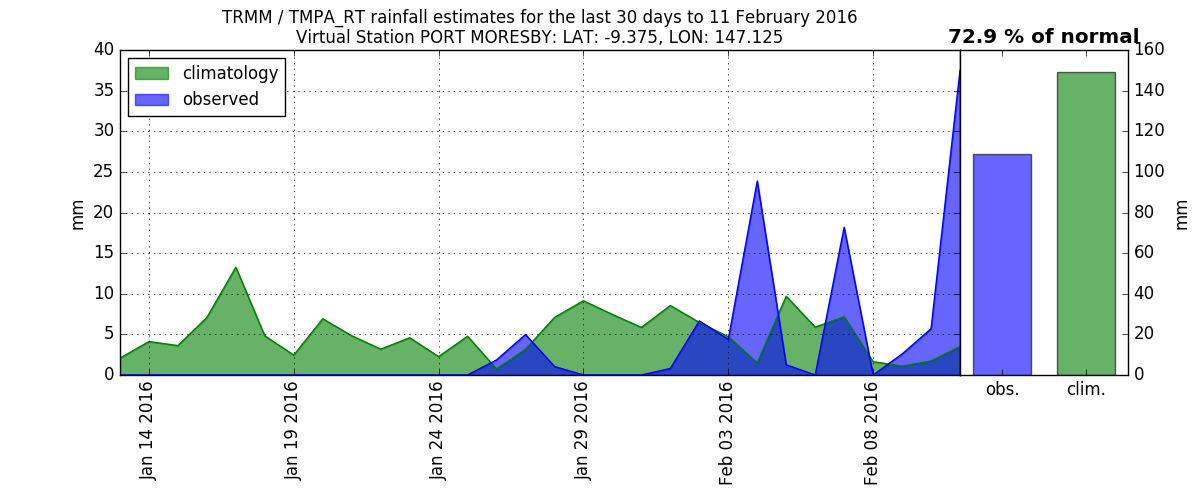 TRMM / TMPA_RT rainfall estimates for the last 30 days to 11 February 2016
Virtual Station PORT MORESBY: LAT: -9.375, LON: 147.125
72.9 % of normal
climatology
observed
40
35
30
25
20
15
10
5
0
mm
160
140
120
100
80
60
40
20
0
mm
Jan 14 2016
Jan 19 2016
Jan 24 2016
Jan 29 2016
Feb 03 2016
Feb 08 2016
obs.
clim.